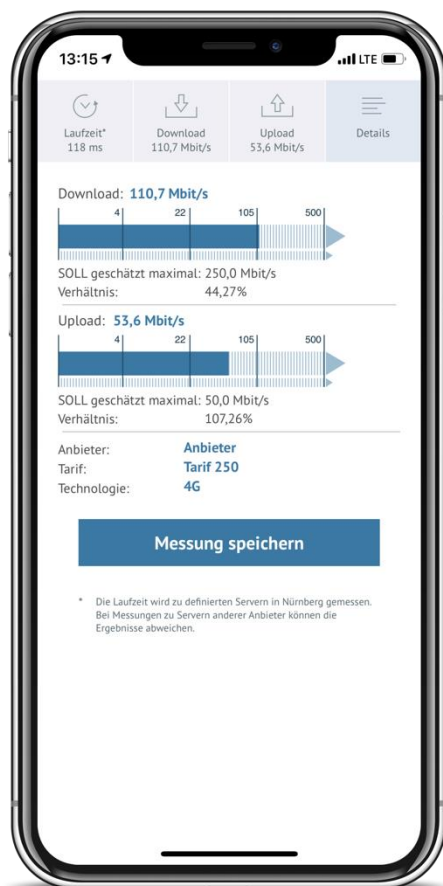 13:15
LTE
Laufzeit*
118 ms
Download
110,7 Mbit/s
Upload
53,6 Mbit/s
Details
Download: 110,7 Mbit/s
4 22 105 500
SOLL geschätzt maximal: 250,0 Mbit/s
Verhältnis: 44,27%
Upload: 53,6 Mbit/s
4 22 105 500
SOLL geschätzt maximal: 50,0 Mbit/s
Verhältnis: 107,26%
Anbieter: Anbieter
Tarif: Tarif 250
Technologie: 4G
Messung speichern
* Die Laufzeit wird zu definierten Servern in Nürnberg gemessen.
Bei Messungen zu Servern anderer Anbieter können die
Ergebnisse abweichen.